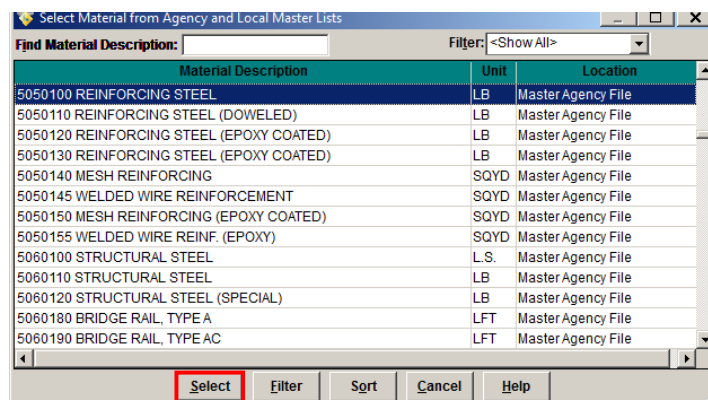 Select Material from Agency and Local Master Lists
Find Material Description: Filter: <Show All>
Material Description Unit Location
5050100 REINFORCING STEEL LB Master Agency File
5050110 REINFORCING STEEL (DOWELED) LB Master Agency File
5050120 REINFORCING STEEL (EPOXY COATED) LB Master Agency File
5050130 REINFORCING STEEL (EPOXY COATED) LB Master Agency File
5050140 MESH REINFORCING SQYD Master Agency File
5050145 WELDED WIRE REINFORCEMENT SQYD Master Agency File
5050150 MESH REINFORCING (EPOXY COATED) SQYD Master Agency File
5050155 WELDED WIRE REINF. (EPOXY) SQYD Master Agency File
5060100 STRUCTURAL STEEL L.S. Master Agency File
5060110 STRUCTURAL STEEL LB Master Agency File
5060120 STRUCTURAL STEEL (SPECIAL) LB Master Agency File
5060180 BRIDGE RAIL, TYPE A LFT Master Agency File
5060190 BRIDGE RAIL, TYPE AC LFT Master Agency File
Select Filter Sort Cancel Help